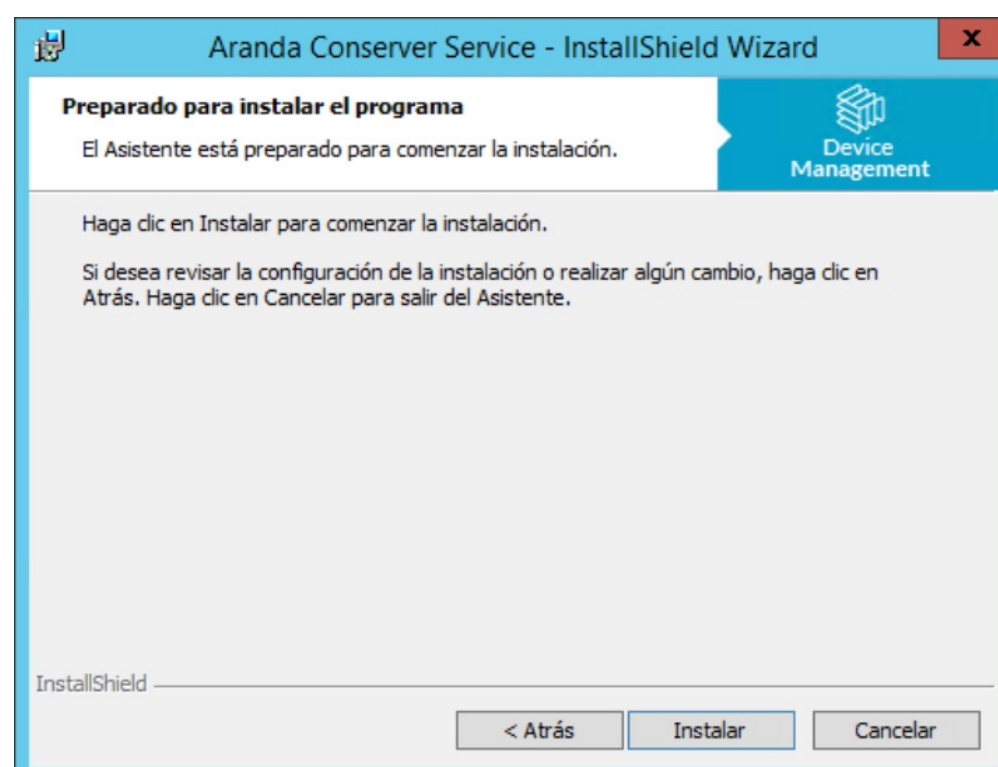 Aranda Conserver Service - InstallShield Wizard
Preparado para instalar el programa
El Asistente está preparado para comenzar la instalación.
Device
Management
Haga clic en Instalar para comenzar la instalación.
Si desea revisar la configuración de la instalación o realizar algún cambio, haga clic en
Atrás. Haga clic en Cancelar para salir del Asistente.
InstallShield
< Atrás
Instalar
Cancelar